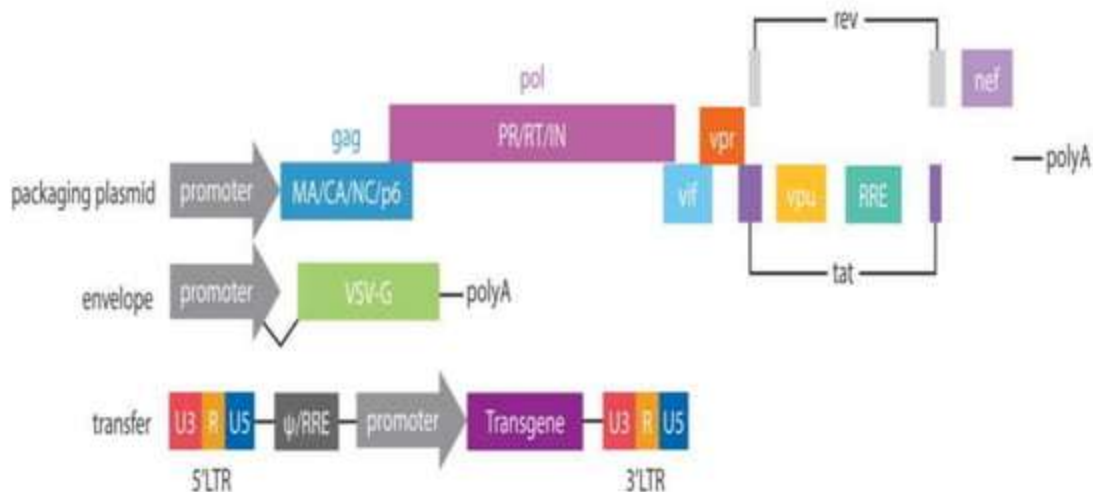 rev
pol
nef
gag
PR/RT/IN
vpr
polyA
packaging plasmid
promoter
MA/CA/NC/p6
vif
vpu
RRE
tat
envelope
promoter
VSV-G
polyA
transfer
U3 R U5
ψ/RRE
promoter
Transgene
U3 R U5
5'LTR
3'LTR